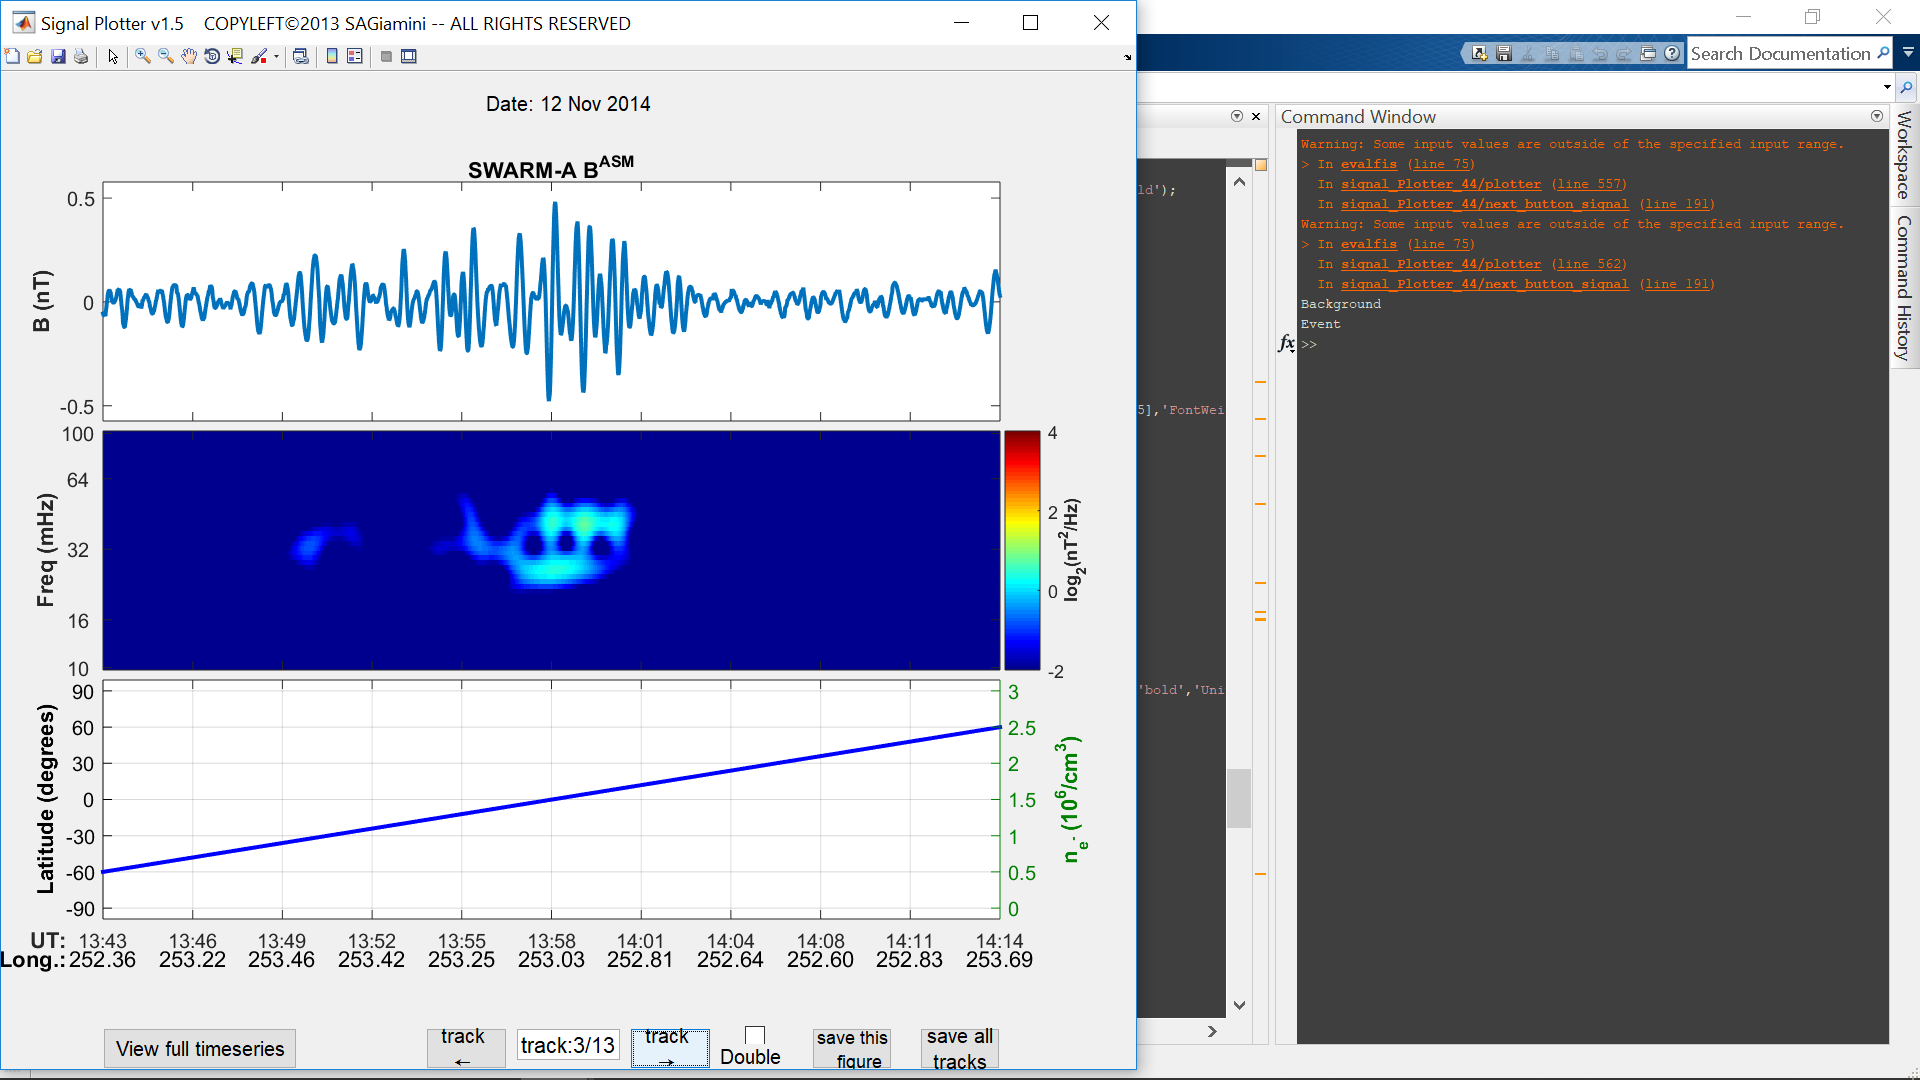 Signal Plotter v1.5 COPYLEFT©2013 SAGiamini -- ALL RIGHTS RESERVED
Date: 12 Nov 2014
SWARM-A B^ASM
B (nT)
0.5
0
-0.5
Freq (mHz)
100
64
32
16
10
4
2
0
-2
log2(nT^2/Hz)
Latitude (degrees)
90
60
30
0
-30
-60
-90
3
2.5
2
1.5
1
0.5
0
n_e- (10^6/cm^3)
UT: 13:43 13:46 13:49 13:52 13:55 13:58 14:01 14:04 14:08 14:11 14:14
Long.: 252.36 253.22 253.46 253.42 253.25 253.03 252.81 252.64 252.60 252.83 253.69
View full timeseries
track
←
track:3/13
track
→
Double
save this
figure
save all
tracks
Search Documentation
ld');
5],'FontWei
'bold','Uni
Command Window
Warning: Some input values are outside of the specified input range.
> In evalfis (line 75)
In signal_Plotter_44/plotter (line 557)
In signal_Plotter_44/next_button_signal (line 191)
Warning: Some input values are outside of the specified input range.
> In evalfis (line 75)
In signal_Plotter_44/plotter (line 562)
In signal_Plotter_44/next_button_signal (line 191)
Background
Event
fx >>
Workspace
Command History